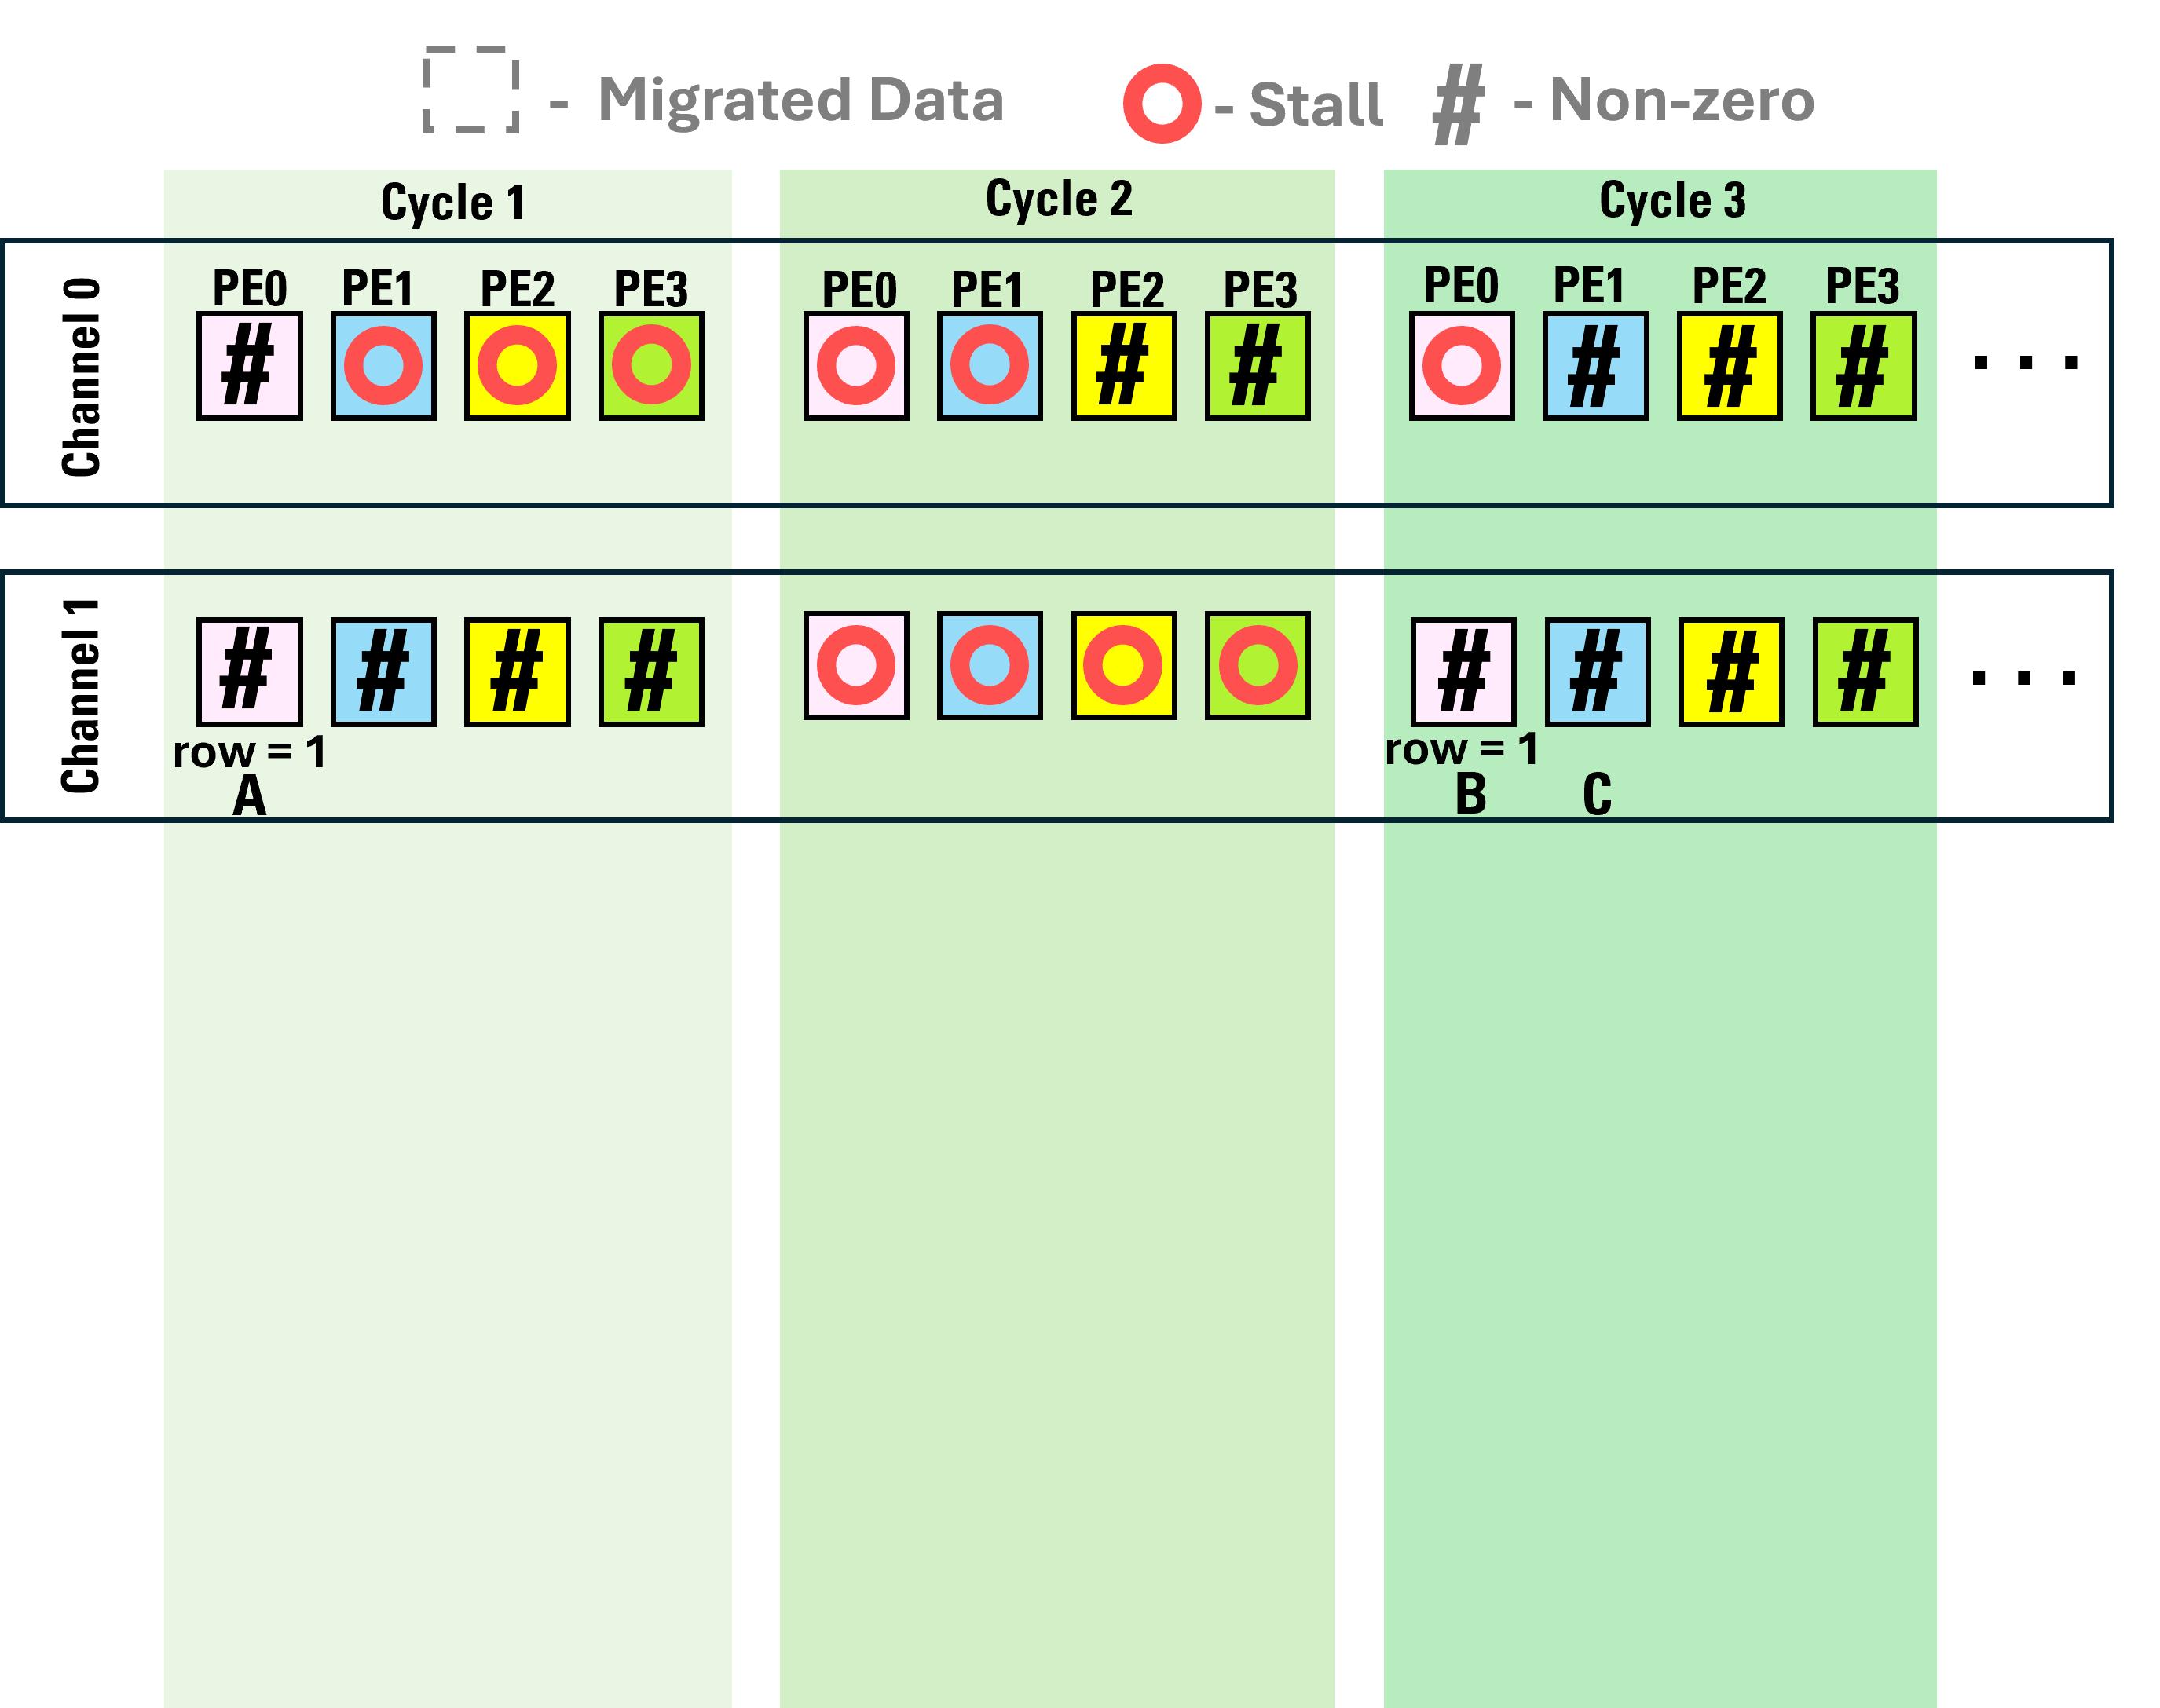 - Migrated Data
- Stall
# - Non-zero
Cycle 1
Cycle 2
Cycle 3
Channel 0
PE0 PE1 PE2 PE3
PE0 PE1 PE2 PE3
PE0 PE1 PE2 PE3
#
# #
# # #
...
Channel 1
# # # #
# # # #
...
row = 1
A
row = 1
B C